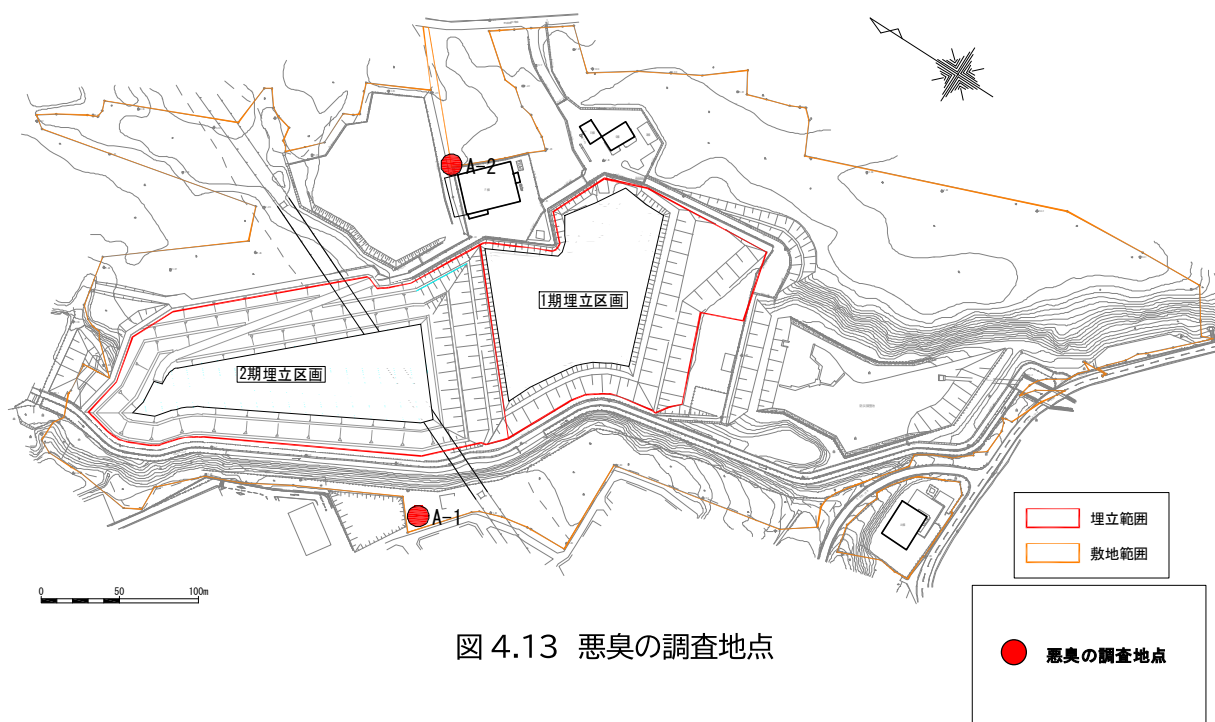 A-2
1期埋立区画
2期埋立区画
A-1
埋立範囲
敷地範囲
0 50 100m
図 4.13 悪臭の調査地点
悪臭の調査地点